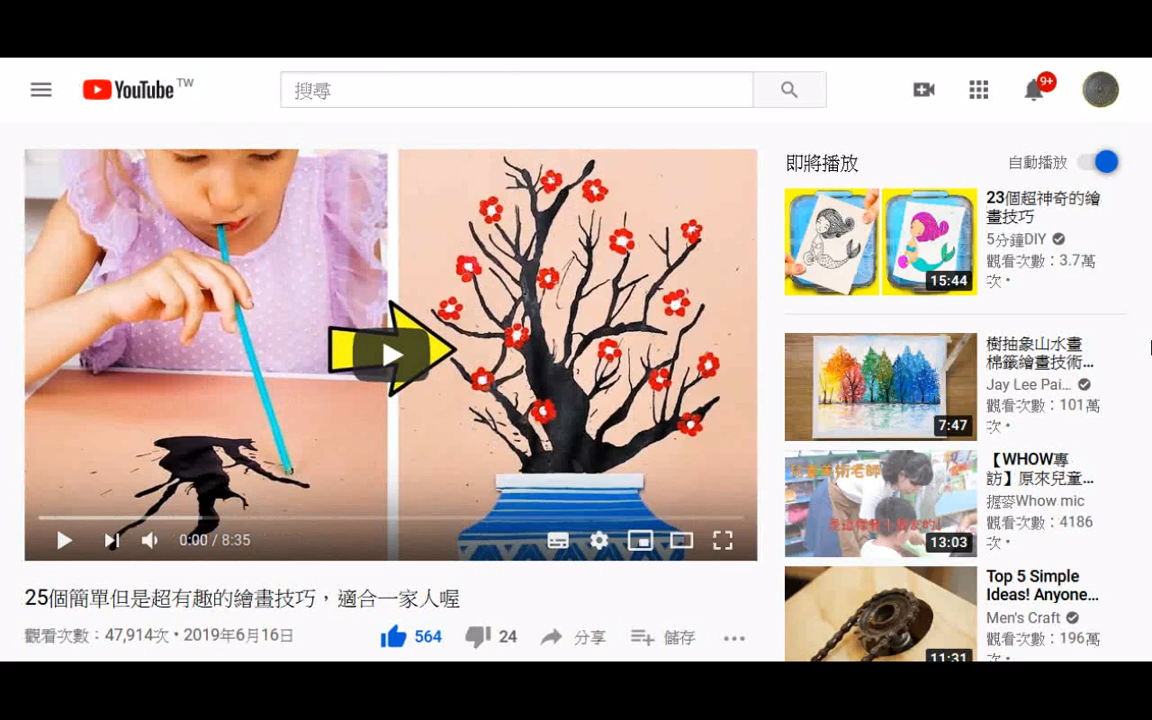 YouTube TW
搜尋
9+
0:00 / 8:35
25個簡單但是超有趣的繪畫技巧，適合一家人喔
觀看次數：47,914次 • 2019年6月16日
564
24
分享
儲存
即將播放
自動播放
15:44
23個超神奇的繪
畫技巧
5分鐘DIY
觀看次數：3.7萬
次 •
7:47
樹抽象山水畫
棉籤繪畫技術...
Jay Lee Pai...
觀看次數：101萬
次 •
13:03
【WHOW專
訪】原來兒童...
握麥Whow mic
觀看次數：4186
次 •
11:31
Top 5 Simple
Ideas! Anyone...
Men's Craft
觀看次數：196萬
次 •